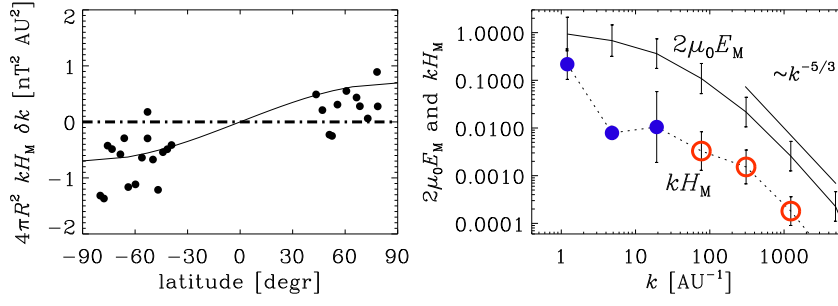 4πR² kH_M δk [nT² AU²]
2
1
0
−1
−2
−90 −60 −30 0 30 60 90
latitude [degr]
2μ₀E_M and kH_M
1.0000
0.1000
0.0100
0.0010
0.0001
2μ₀E_M
~k^{-5/3}
kH_M
1 10 100 1000
k [AU⁻¹]